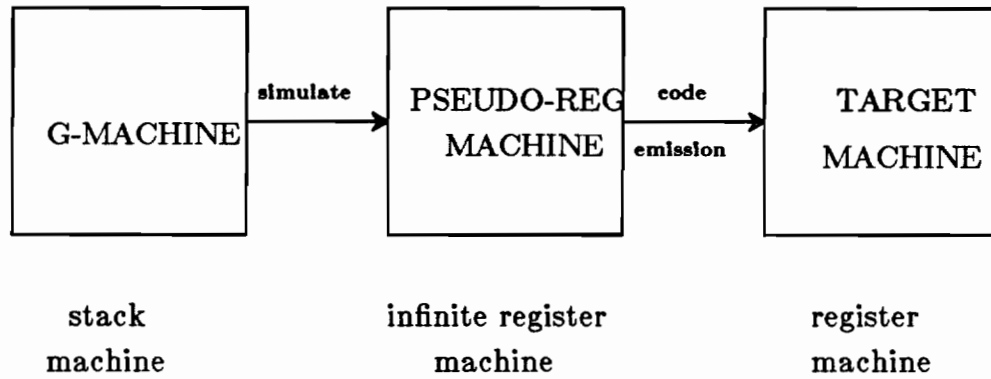 G-MACHINE
simulate
PSEUDO-REG
MACHINE
code
emission
TARGET
MACHINE
stack
machine
infinite register
machine
register
machine